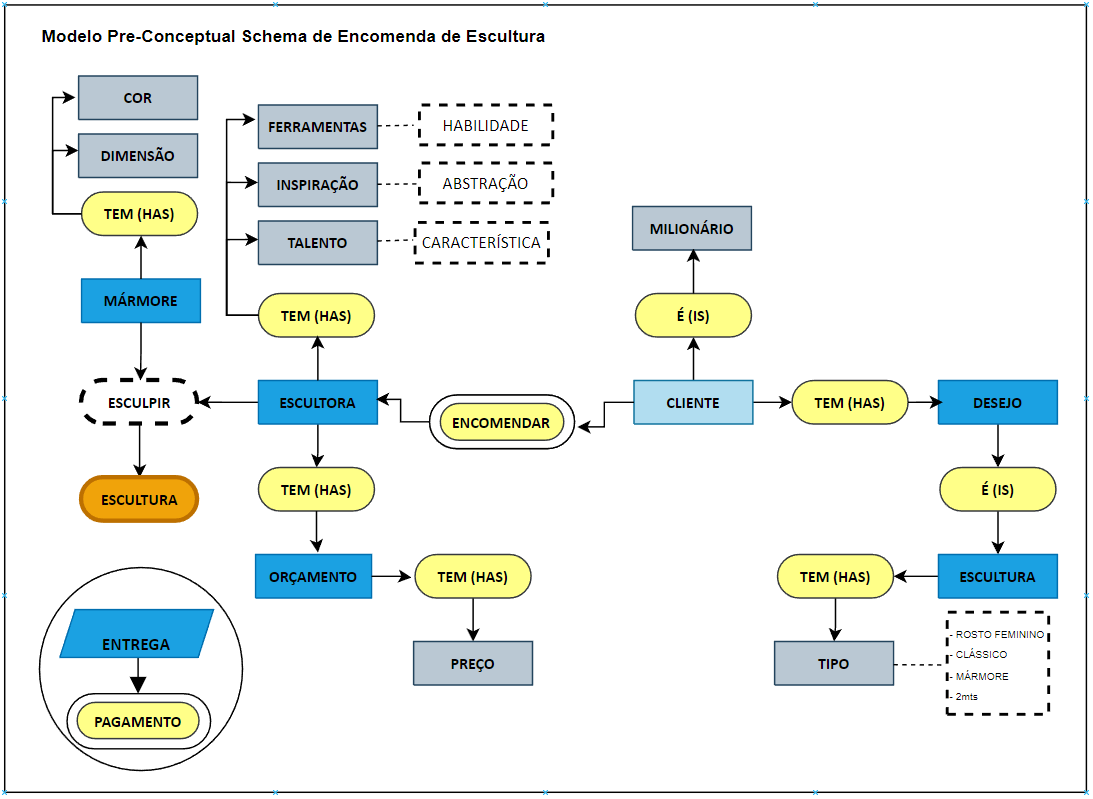 Modelo Pre-Conceptual Schema de Encomenda de Escultura
COR
DIMENSÃO
TEM (HAS)
MÁRMORE
ESCULPIR
ESCULTURA
FERRAMENTAS
HABILIDADE
INSPIRAÇÃO
ABSTRAÇÃO
TALENTO
CARACTERÍSTICA
TEM (HAS)
ESCULTORA
ENCOMENDAR
TEM (HAS)
ORÇAMENTO
TEM (HAS)
PREÇO
MILIONÁRIO
É (IS)
CLIENTE
TEM (HAS)
DESEJO
É (IS)
ESCULTURA
TEM (HAS)
TIPO
- ROSTO FEMININO
- CLÁSSICO
- MÁRMORE
- 2mts
ENTREGA
PAGAMENTO